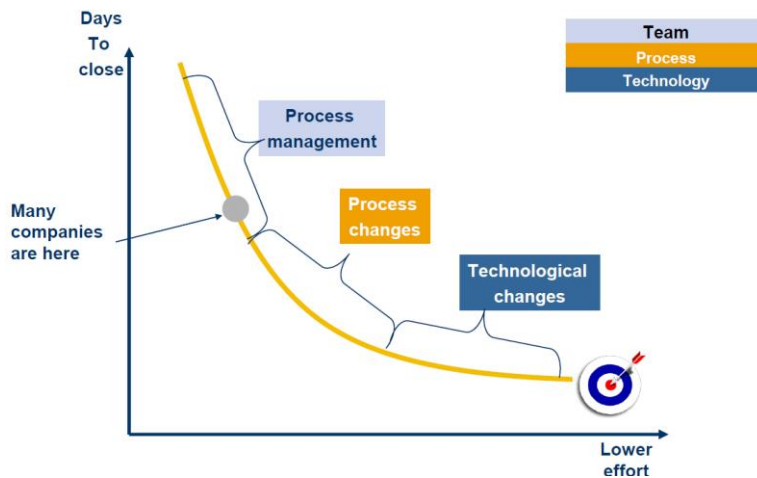 Days
To
close
Team
Process
Technology
Process
management
Many
companies
are here
Process
changes
Technological
changes
Lower
effort